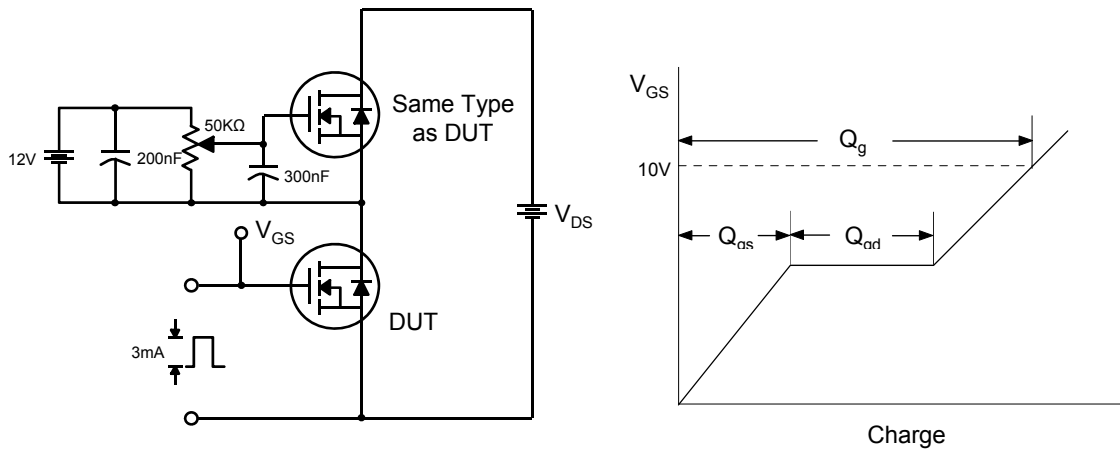 12V
200nF
50KΩ
300nF
Same Type
as DUT
V_GS
DUT
3mA
V_DS
V_GS
10V
Q_g
Q_gs
Q_gd
Charge